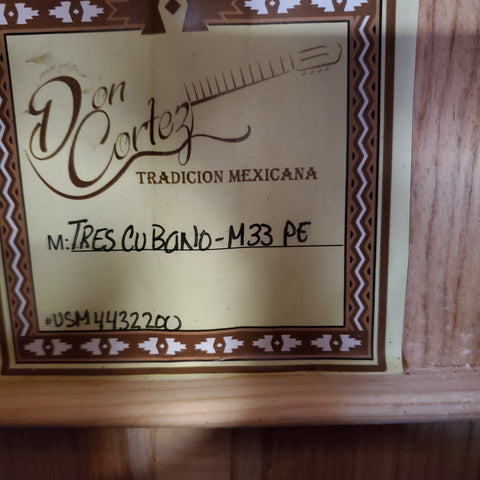 Don
Cortez
TRADICION MEXICANA
M: TRES CUBANO-M33 PE
#USM4432200